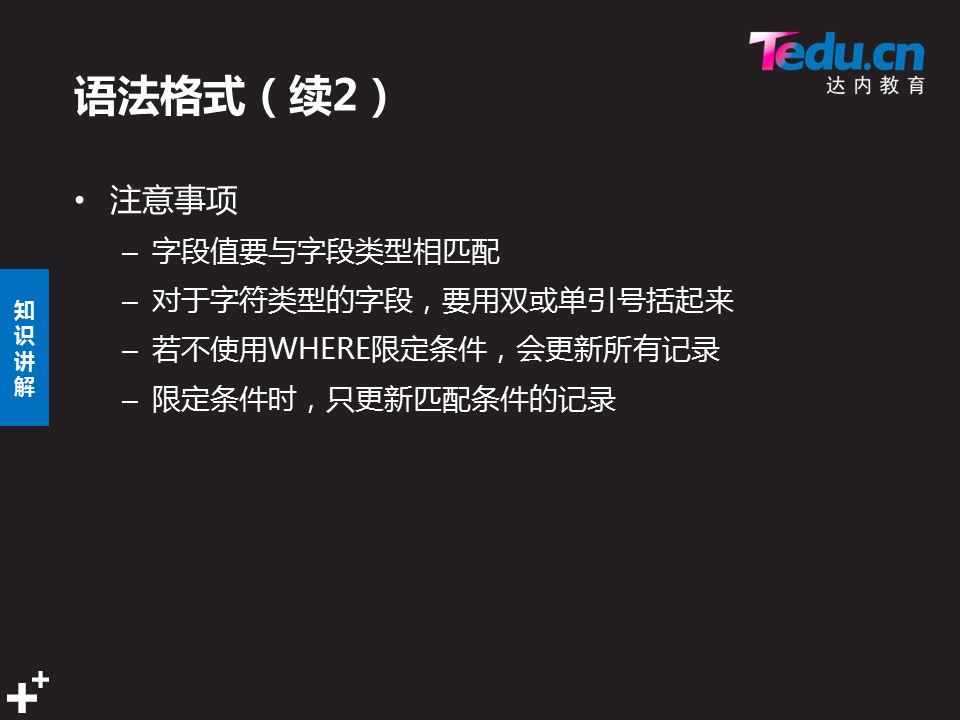 Tedu.cn
达内教育
语法格式（续2）
• 注意事项
– 字段值要与字段类型相匹配
– 对于字符类型的字段，要用双或单引号括起来
– 若不使用WHERE限定条件，会更新所有记录
– 限定条件时，只更新匹配条件的记录
知识讲解